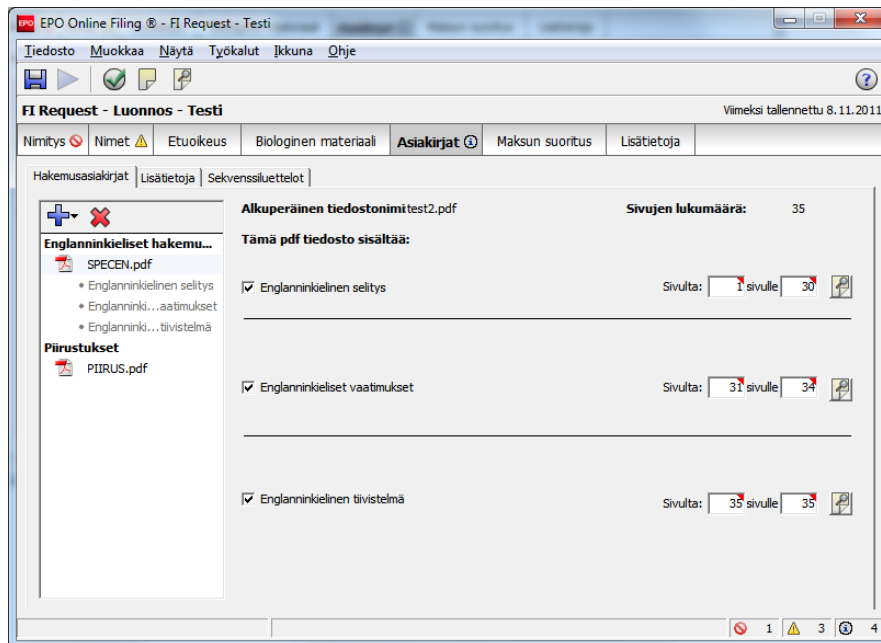 EPO EPO Online Filing ® - FI Request - Testi
Tiedosto Muokkaa Näytä Työkalut Ikkuna Ohje
FI Request - Luonnos - Testi Viimeksi tallennettu 8.11.2011
Nimitys Nimet Etuoikeus Biologinen materiaali Asiakirjat Maksun suoritus Lisätietoja
Hakemusasiakirjat Lisätietoja Sekvenssiluettelot
Alkuperäinen tiedostonimi test2.pdf Sivujen lukumäärä: 35
Tämä pdf tiedosto sisältää:
Englanninkieliset hakemu...
SPECEN.pdf
• Englanninkielinen selitys
• Englanninki...aatimukset
• Englanninki...tiivistelmä
Piirustukset
PIIRUS.pdf
Englanninkielinen selitys Sivulta: 1 sivulle 30
Englanninkieliset vaatimukset Sivulta: 31 sivulle 34
Englanninkielinen tiivistelmä Sivulta: 35 sivulle 35
1 3 4